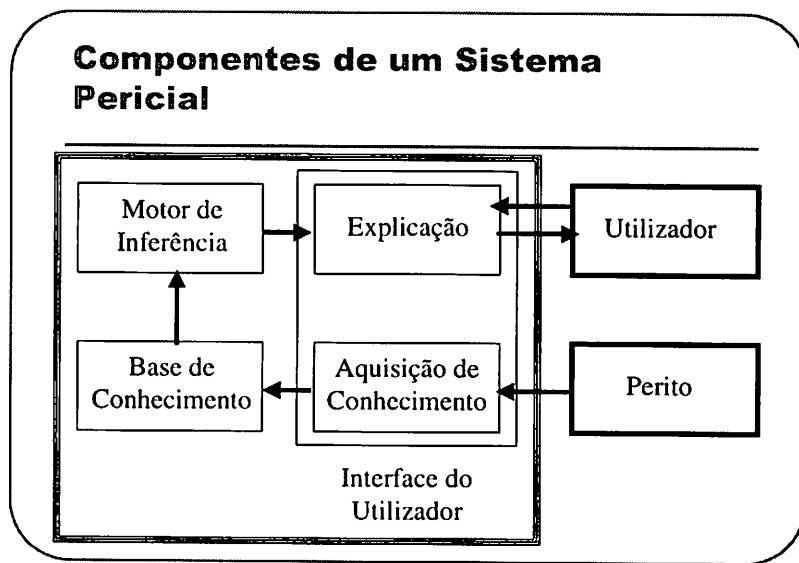 Componentes de um Sistema
Pericial
Motor de
Inferência
Explicação
Utilizador
Base de
Conhecimento
Aquisição de
Conhecimento
Perito
Interface do
Utilizador